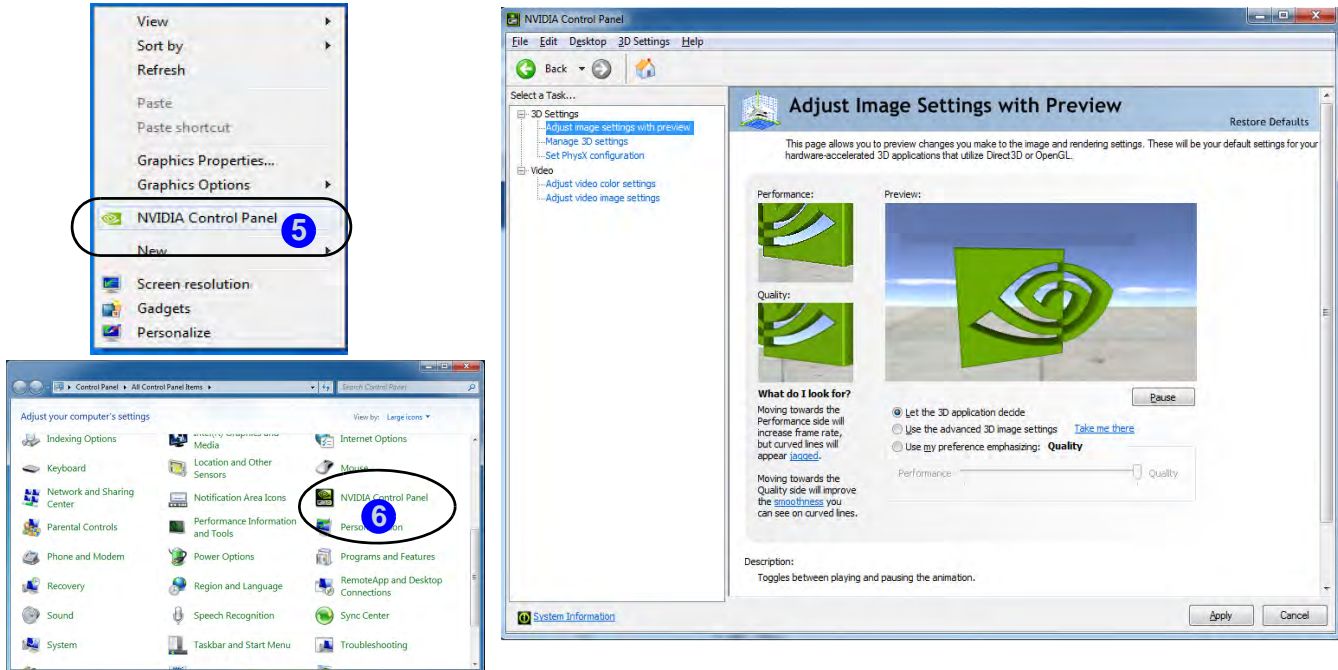 View
Sort by
Refresh
Paste
Paste shortcut
Graphics Properties...
Graphics Options
NVIDIA Control Panel
5
New
Screen resolution
Gadgets
Personalize
Control Panel All Control Panel Items
Search Control Panel
Adjust your computer's settings
View by: Large icons
Indexing Options
Media
Internet Options
Keyboard
Location and Other
Sensors
Mouse
Network and Sharing
Center
Notification Area Icons
NVIDIA Control Panel
6
Parental Controls
Performance Information
and Tools
Phone and Modem
Power Options
Programs and Features
Recovery
Region and Language
RemoteApp and Desktop
Connections
Sound
Speech Recognition
Sync Center
System
Taskbar and Start Menu
Troubleshooting
NVIDIA Control Panel
File Edit Desktop 3D Settings Help
Back
Select a Task...
3D Settings
Adjust image settings with preview
Manage 3D settings
Set PhysX configuration
Video
Adjust video color settings
Adjust video image settings
Adjust Image Settings with Preview
Restore Defaults
This page allows you to preview changes you make to the image and rendering settings. These will be your default settings for your
hardware-accelerated 3D applications that utilize Direct3D or OpenGL.
Performance:
Preview:
Quality:
What do I look for?
Moving towards the
Performance side will
increase frame rate,
but curved lines will
appear jagged.
Moving towards the
Quality side will improve
the smoothness you
can see on curved lines.
Pause
Let the 3D application decide
Use the advanced 3D image settings Take me there
Use my preference emphasizing: Quality
Performance Quality
Description:
Toggles between playing and pausing the animation.
System Information
Apply Cancel